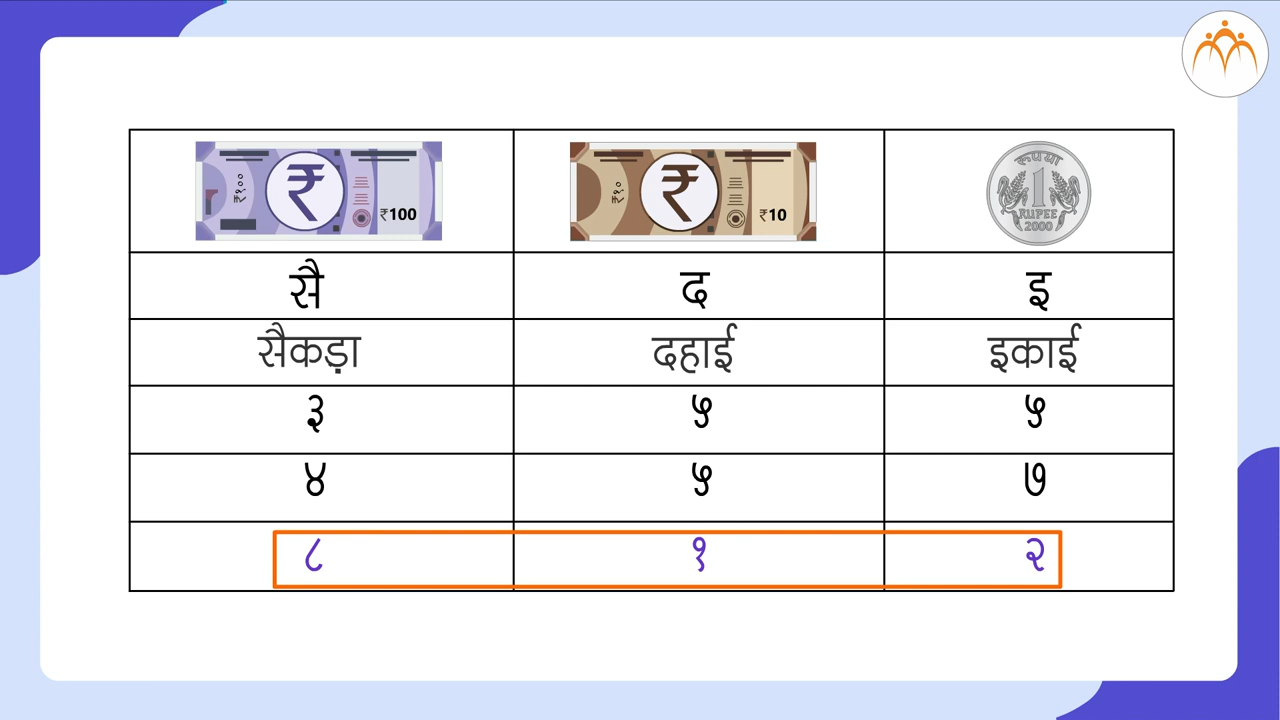 ₹१०० ₹ ₹100
₹१० ₹ ₹10
रूपया
1
RUPEE
2000
सै द इ
सैकड़ा दहाई इकाई
३ ५ ५
४ ५ ७
८ १ २